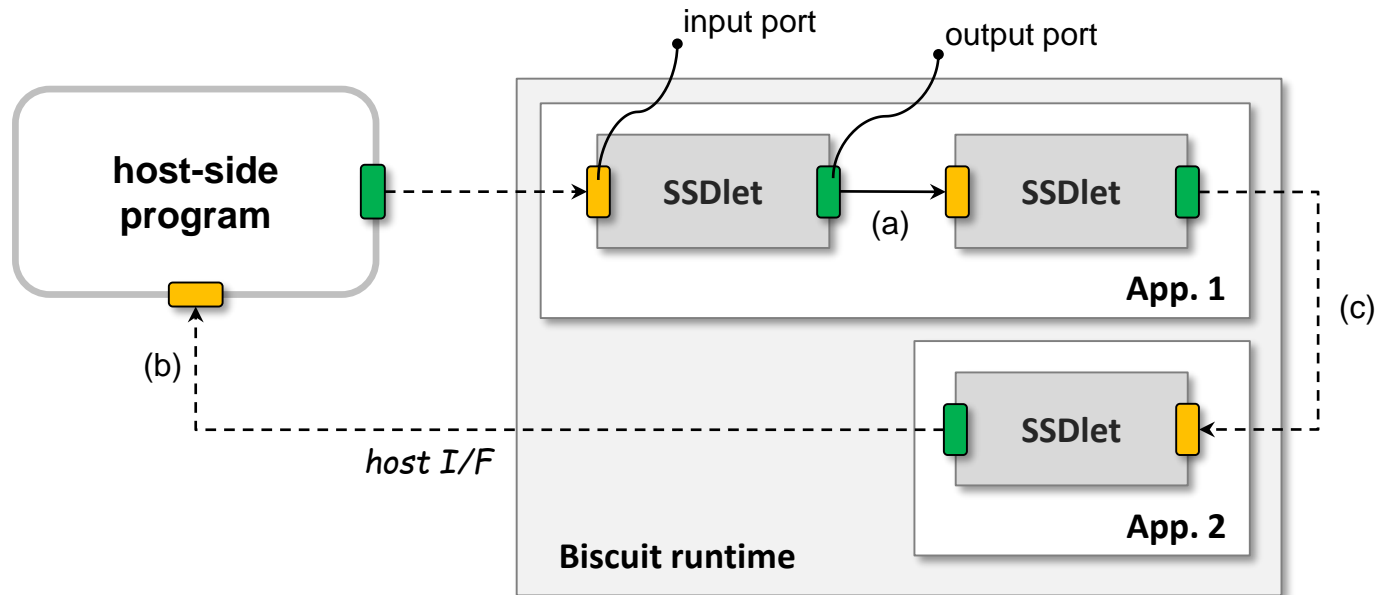 input port
output port
host-side
program
SSDlet
SSDlet
(a)
App. 1
(c)
(b)
SSDlet
host I/F
App. 2
Biscuit runtime